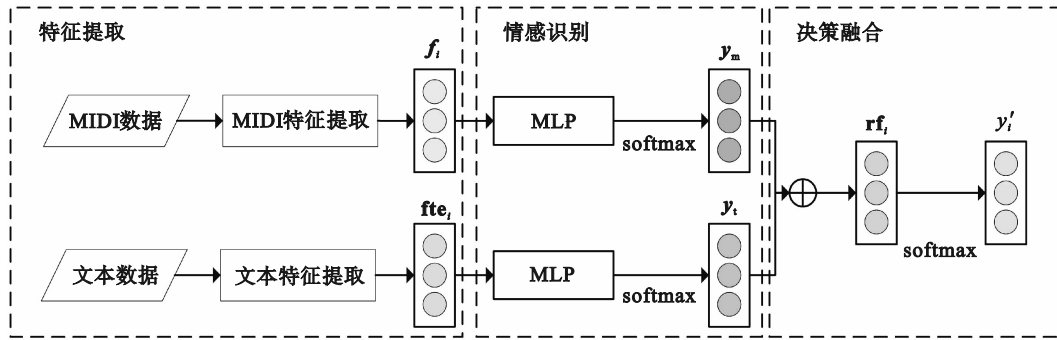 特征提取
情感识别
决策融合
f_i
y_m
MIDI数据
MIDI特征提取
MLP
softmax
rf_i
y_i′
fte_i
y_t
文本数据
文本特征提取
MLP
softmax
softmax